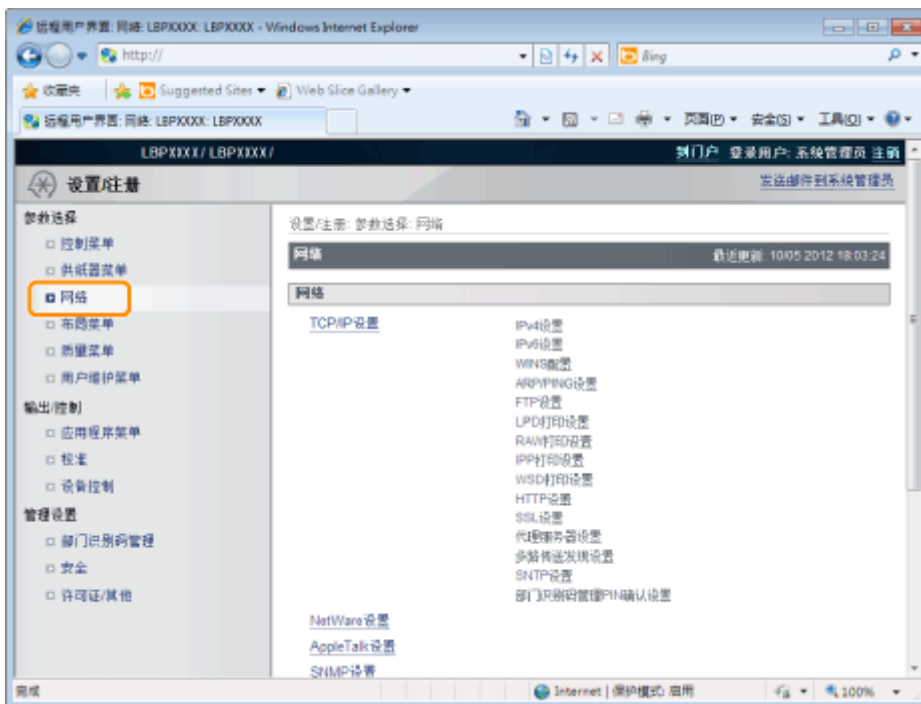 远程用户界面: 网络: LBPXXXX: LBPXXXX - Windows Internet Explorer
http://
Bing
收藏夹 Suggested Sites Web Slice Gallery
远程用户界面: 网络: LBPXXXX: LBPXXXX
页面(P) 安全(S) 工具(O)
LBPXXXX/ LBPXXXX/
到门户 登录用户: 系统管理员 注销
设置/注册
发送邮件到系统管理员
参数选择
控制菜单
供纸器菜单
网络
布局菜单
质量菜单
用户维护菜单
输出/控制
应用程序菜单
校准
设备控制
管理设置
部门识别码管理
安全
许可证/其他
设置/注册: 参数选择: 网络
网络
最近更新: 10/05 2012 18:03:24
网络
TCP/IP设置
IPv4设置
IPv6设置
WINS配置
ARP/PING设置
FTP设置
LPD打印设置
RAW打印设置
IPP打印设置
WSD打印设置
HTTP设置
SSL设置
代理服务器设置
多路传送发现设置
SNTP设置
部门识别码管理PIN确认设置
NetWare设置
AppleTalk设置
SNMP设置
完成
Internet | 保护模式: 启用
100%